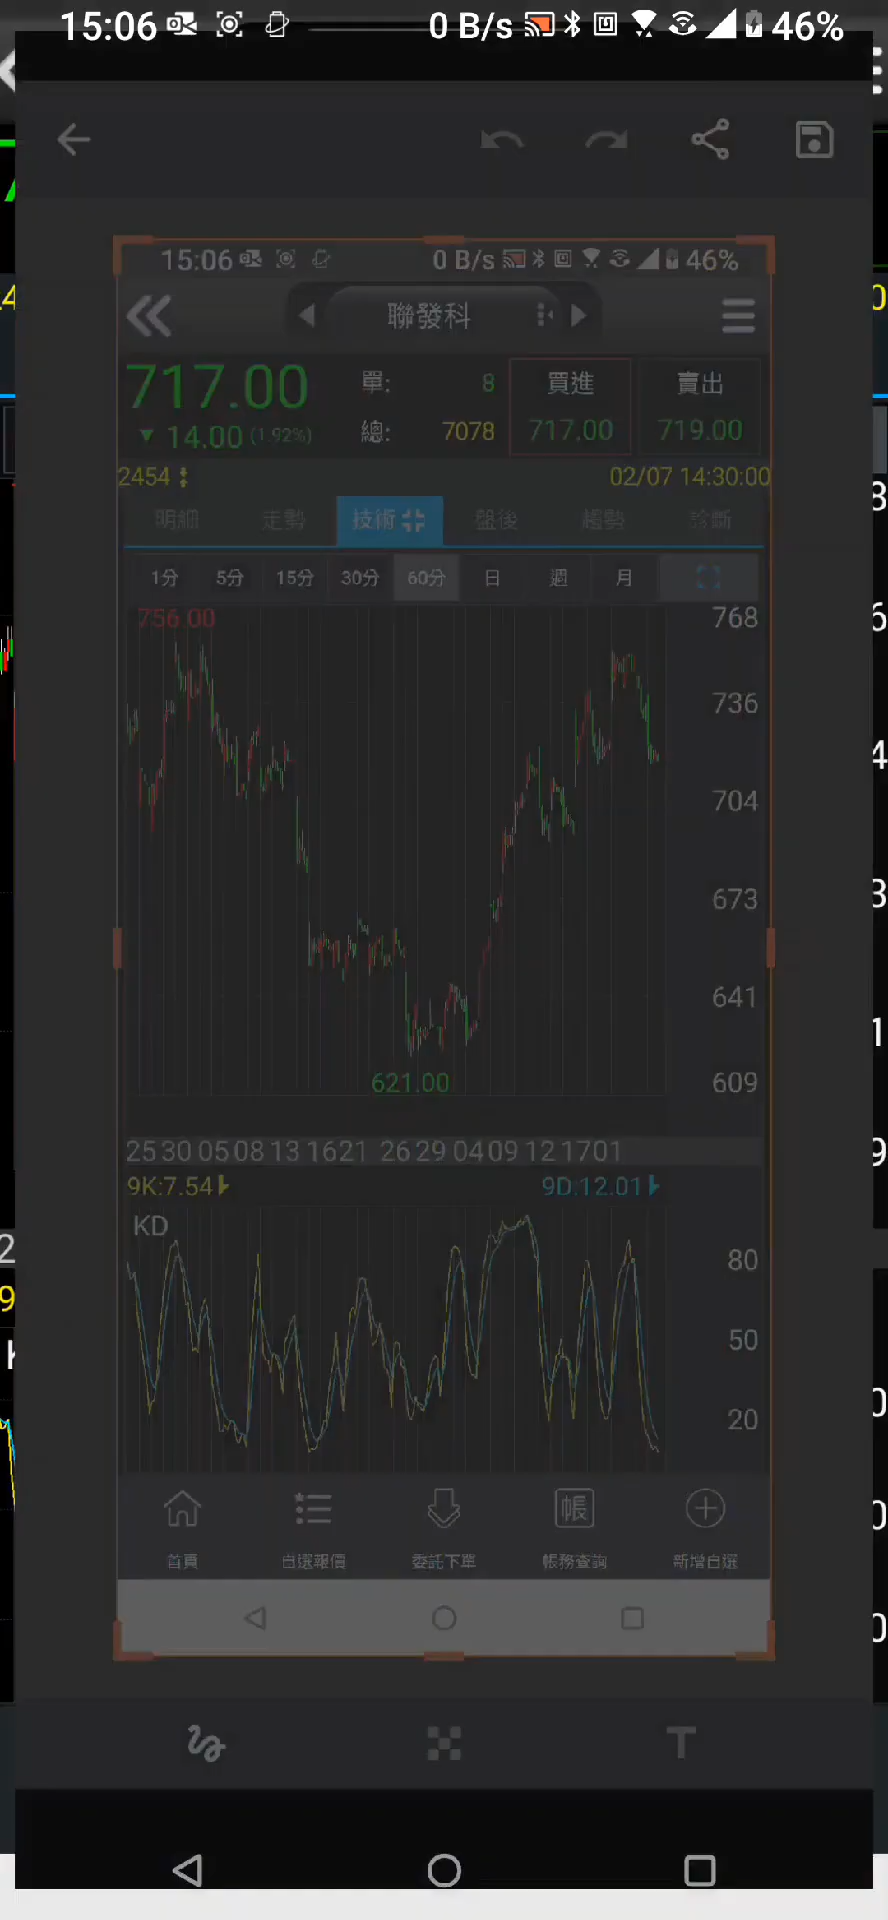 15:06 0 B/s 46%
15:06 0 B/s 46%
聯發科
717.00 單: 8 買進 賣出
▼ 14.00 (1.92%) 總: 7078 717.00 719.00
2454 02/07 14:30:00
明細 走勢 技術 盤後 趨勢 診斷
1分 5分 15分 30分 60分 日 週 月
756.00 768
736
704
673
641
621.00 609
25 30 05 08 13 16 21 26 29 04 09 12 17 01
9K:7.54 9D:12.01
KD
80
50
20
帳
首頁 自選報價 委託下單 帳務查詢 新增自選
T